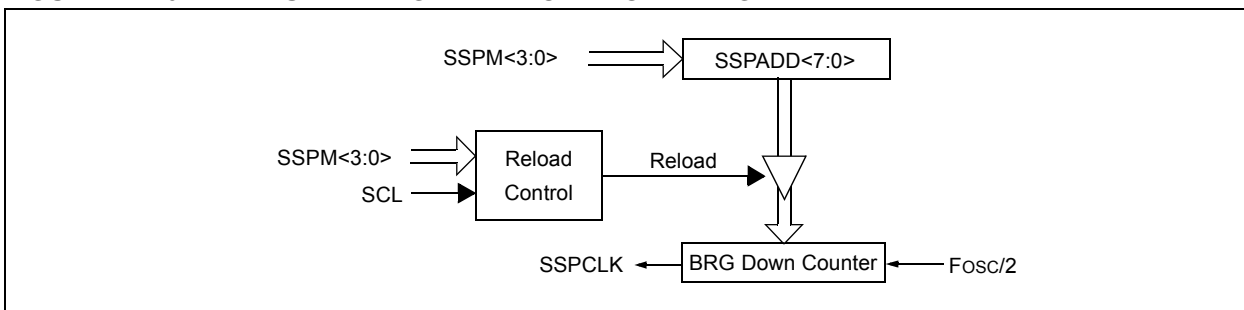 SSPM<3:0>
SSPADD<7:0>
SSPM<3:0>
SCL
Reload
Control
Reload
SSPCLK
BRG Down Counter
FOSC/2